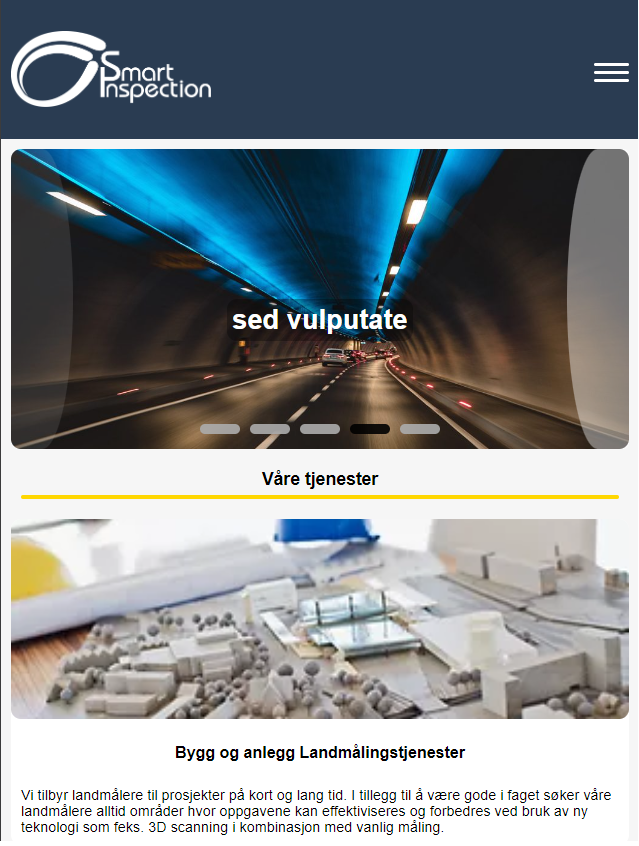 Smart
Inspection
sed vulputate
Våre tjenester
Bygg og anlegg Landmålingstjenester
Vi tilbyr landmålere til prosjekter på kort og lang tid. I tillegg til å være gode i faget søker våre
landmålere alltid områder hvor oppgavene kan effektiviseres og forbedres ved bruk av ny
teknologi som feks. 3D scanning i kombinasjon med vanlig måling.